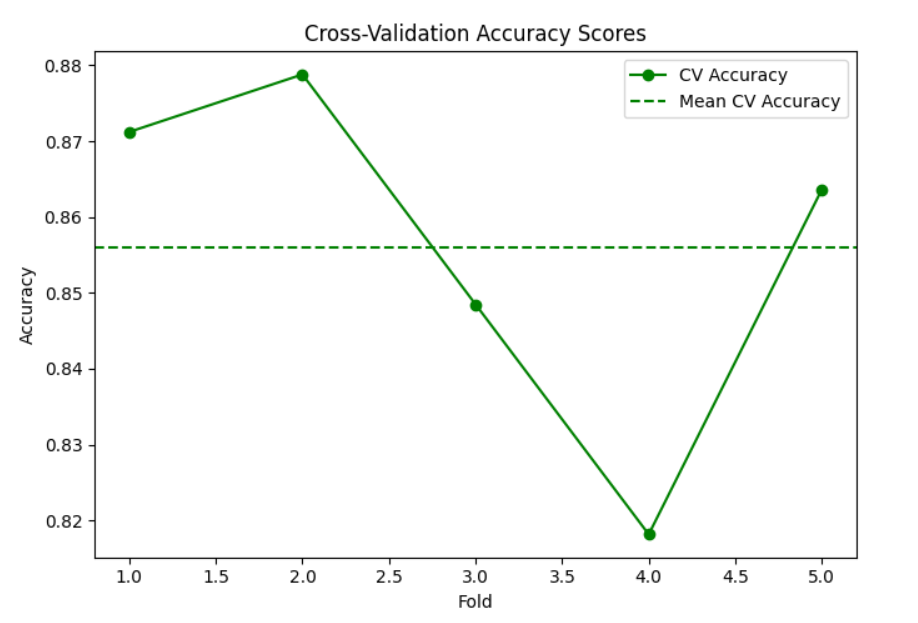 Cross-Validation Accuracy Scores
CV Accuracy
Mean CV Accuracy
0.88
0.87
0.86
0.85
0.84
0.83
0.82
Accuracy
1.0 1.5 2.0 2.5 3.0 3.5 4.0 4.5 5.0
Fold